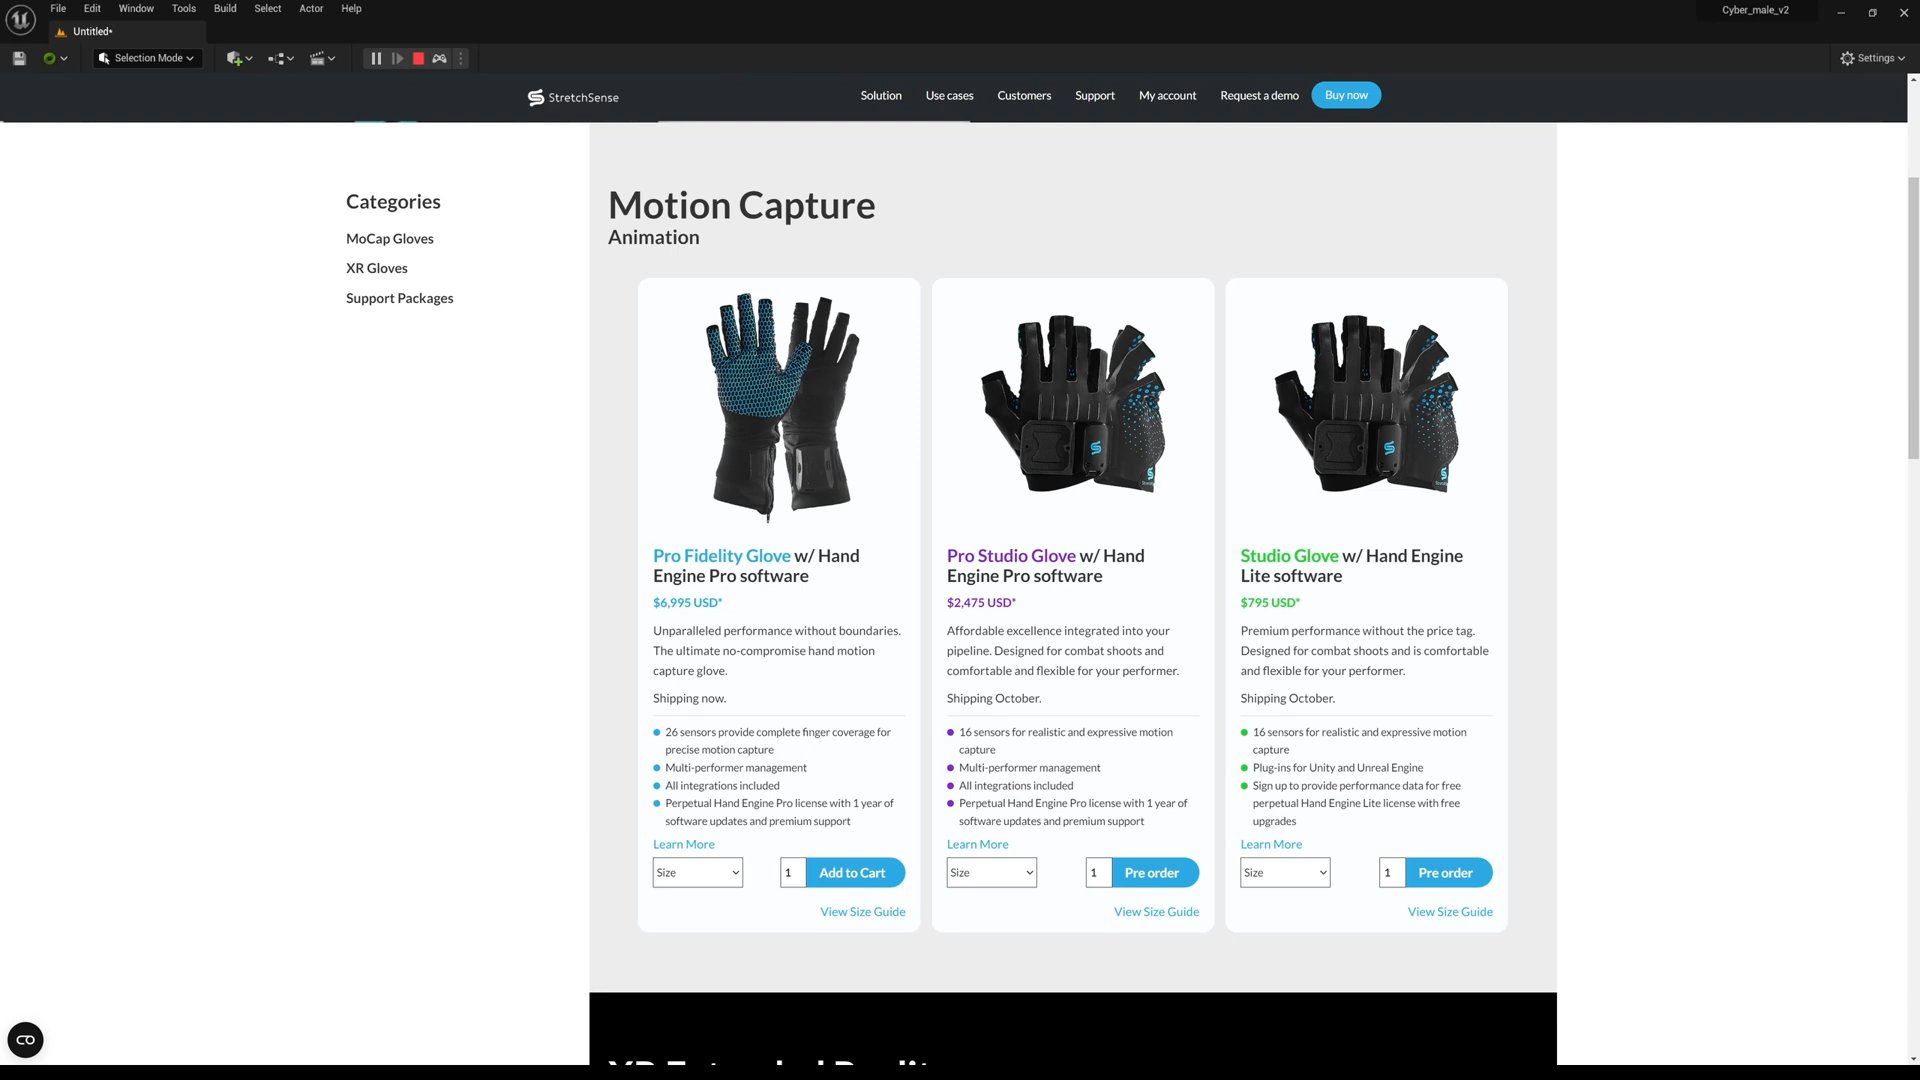 File Edit Window Tools Build Select Actor Help
Cyber_male_v2
Untitled*
Selection Mode
Settings
StretchSense
Solution Use cases Customers Support My account Request a demo Buy now
Categories
MoCap Gloves
XR Gloves
Support Packages
Motion Capture
Animation
Pro Fidelity Glove w/ Hand
Engine Pro software
$6,995 USD*
Unparalleled performance without boundaries.
The ultimate no-compromise hand motion
capture glove.
Shipping now.
26 sensors provide complete finger coverage for
precise motion capture
Multi-performer management
All integrations included
Perpetual Hand Engine Pro license with 1 year of
software updates and premium support
Learn More
Size 1 Add to Cart
View Size Guide
Pro Studio Glove w/ Hand
Engine Pro software
$2,475 USD*
Affordable excellence integrated into your
pipeline. Designed for combat shoots and
comfortable and flexible for your performer.
Shipping October.
16 sensors for realistic and expressive motion
capture
Multi-performer management
All integrations included
Perpetual Hand Engine Pro license with 1 year of
software updates and premium support
Learn More
Size 1 Pre order
View Size Guide
Studio Glove w/ Hand Engine
Lite software
$795 USD*
Premium performance without the price tag.
Designed for combat shoots and is comfortable
and flexible for your performer.
Shipping October.
16 sensors for realistic and expressive motion
capture
Plug-ins for Unity and Unreal Engine
Sign up to provide performance data for free
perpetual Hand Engine Lite license with free
upgrades
Learn More
Size 1 Pre order
View Size Guide